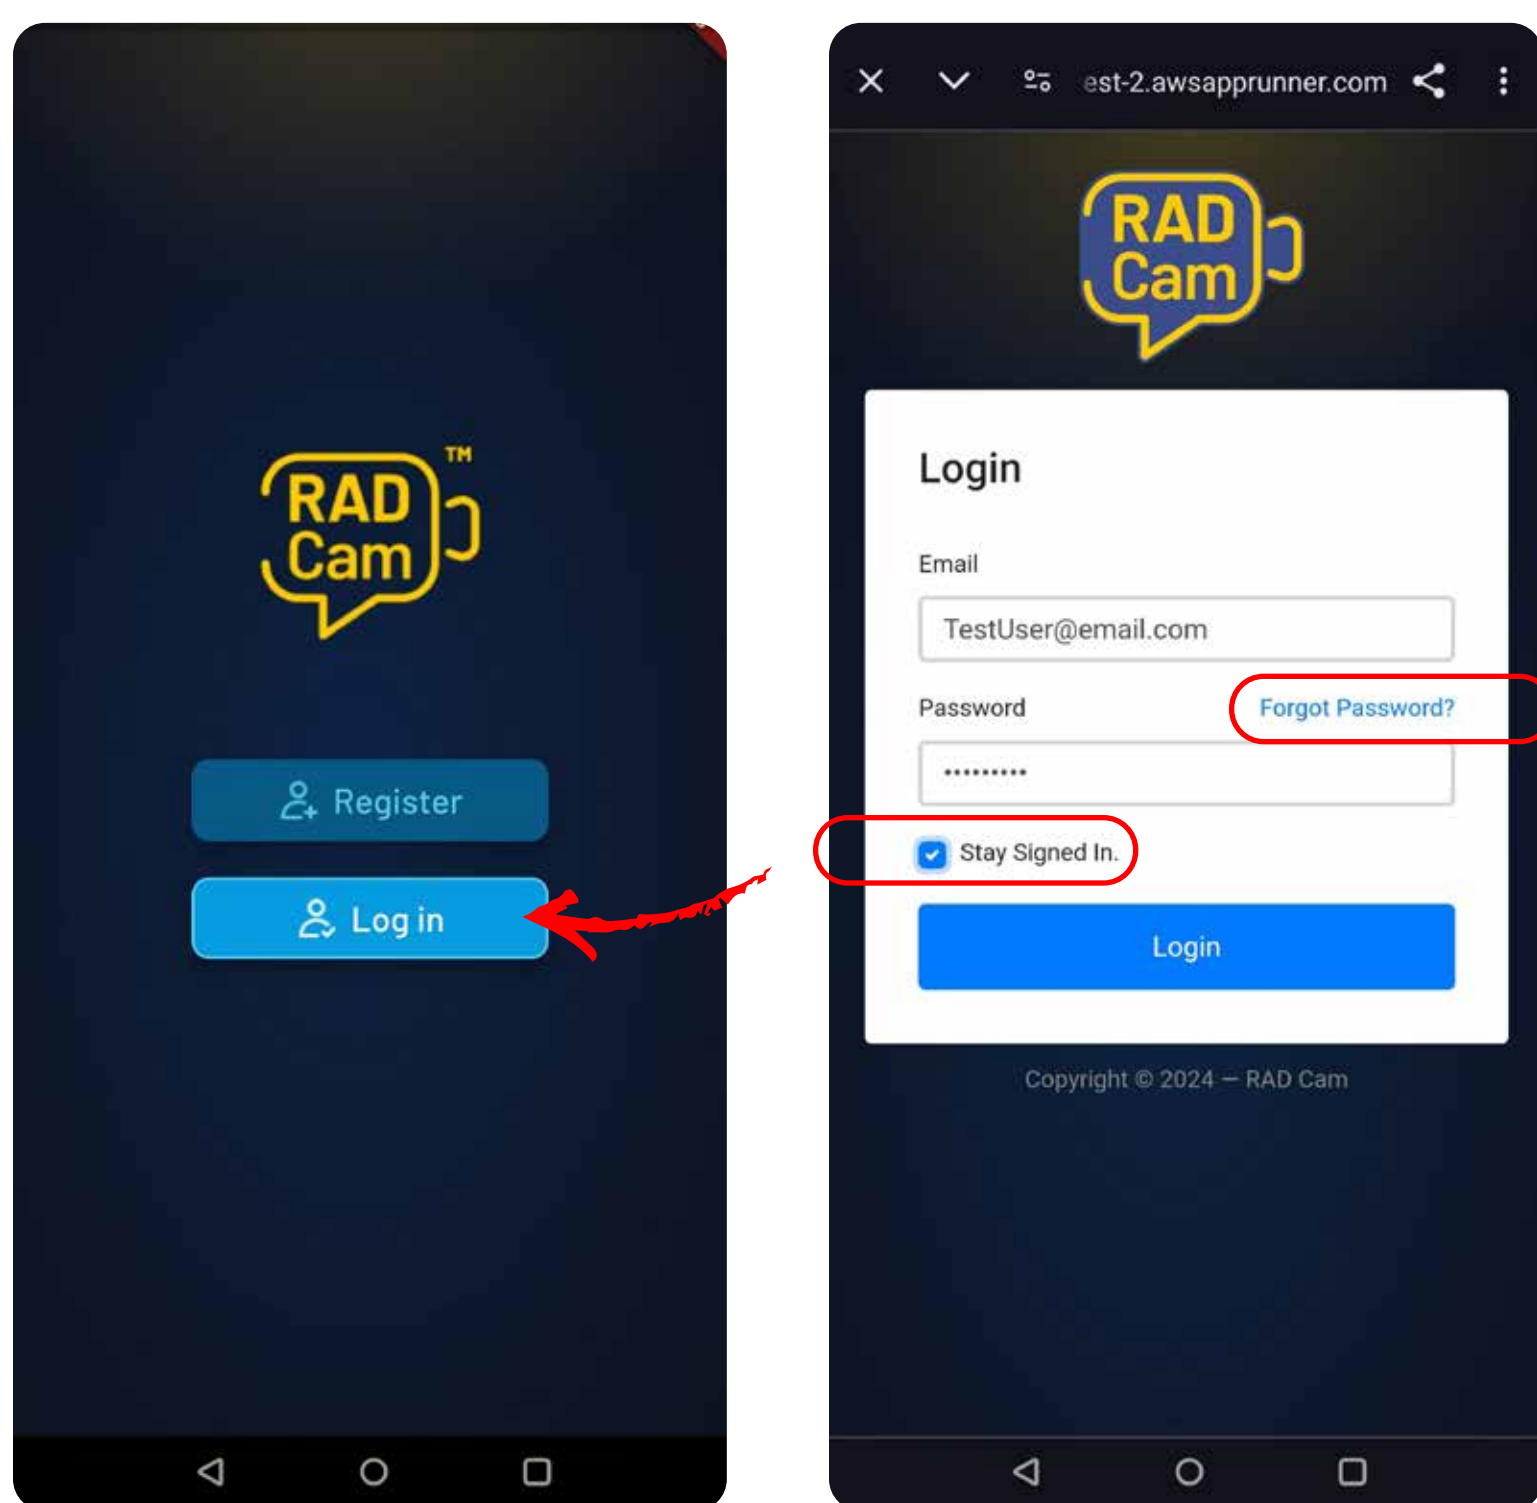 RAD
Cam
TM
Register
Log in
est-2.awsapprunner.com
RAD
Cam
Login
Email
TestUser@email.com
Password
Forgot Password?
•••••••••
Stay Signed In.
Login
Copyright © 2024 — RAD Cam